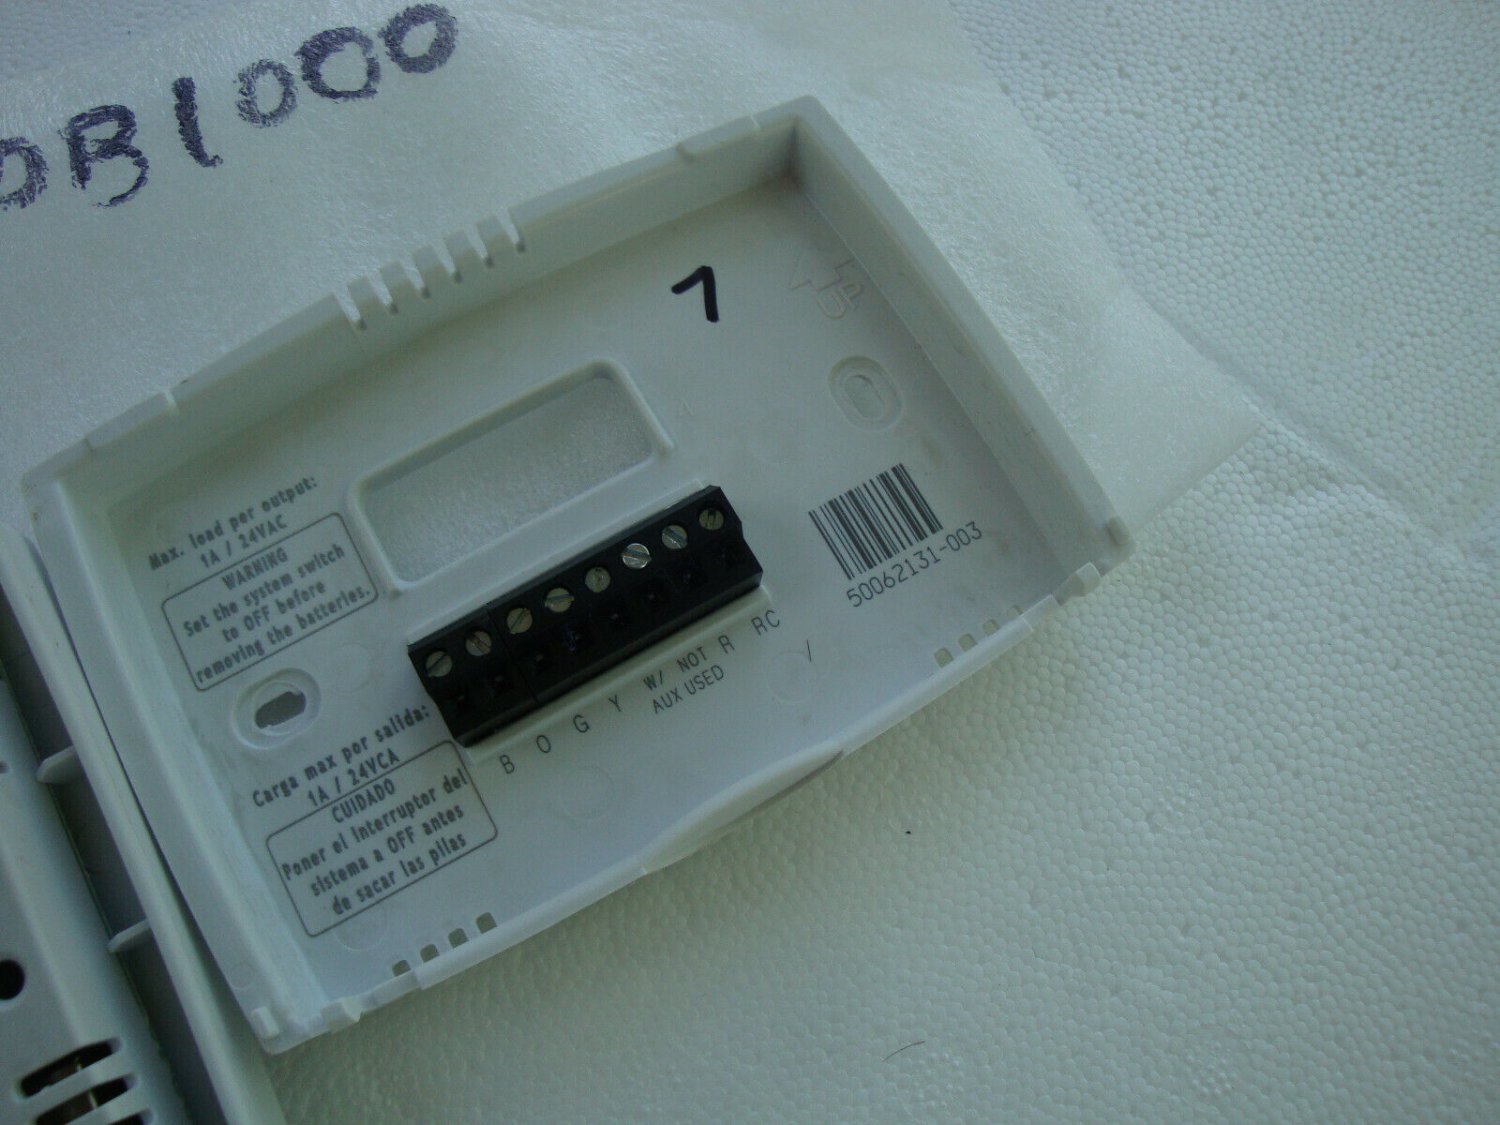 DB1000
1
Max. load per output:
1A / 24VAC
WARNING
Set the system switch
to OFF before
removing the batteries.
50062131-003
B O G Y W/ NOT R RC
AUX USED
Carga max por salida:
1A / 24VCA
CUIDADO
Poner el interruptor del
sistema a OFF antes
de sacar las pilas